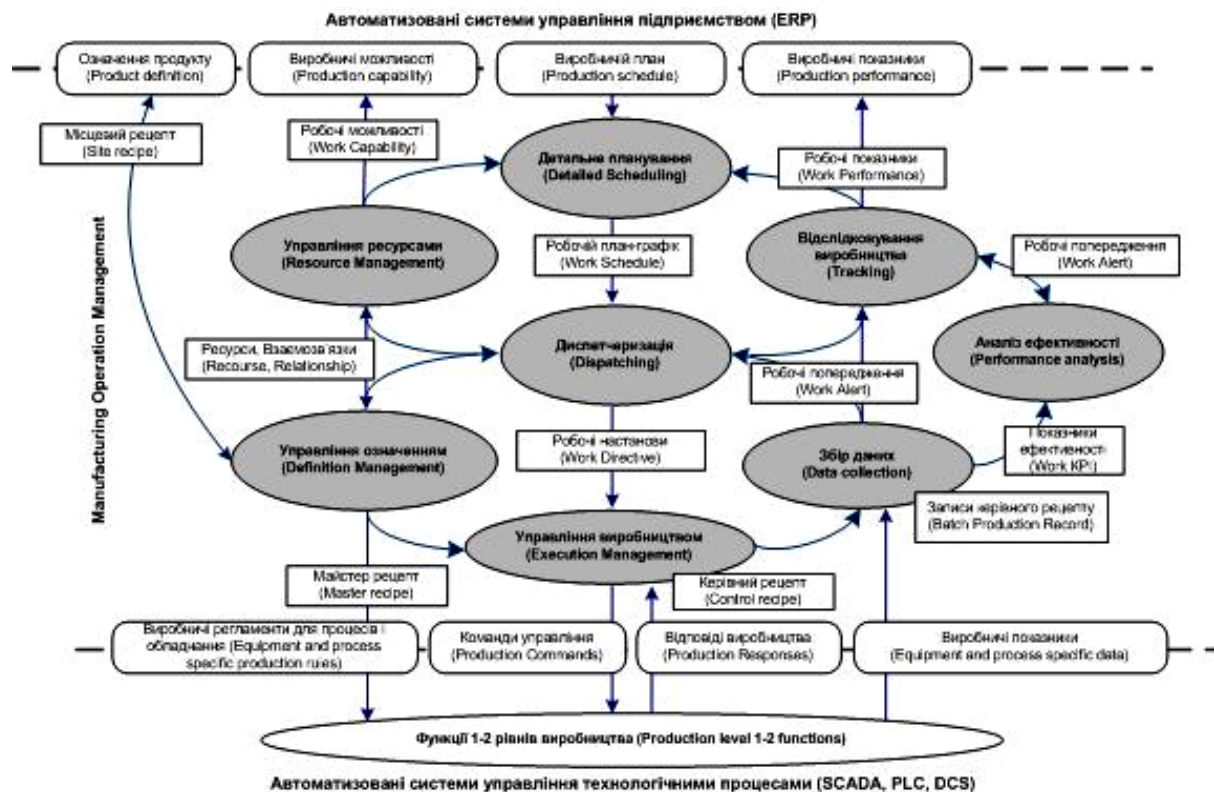 Автоматизовані системи управління підприємством (ERP)
Означення продукту
(Product definition)
Виробничі можливості
(Production capability)
Виробничій план
(Production schedule)
Виробничі показники
(Production performance)
Місцевий рецепт
(Site recipe)
Робочі можливості
(Work Capability)
Детальне планування
(Detailed Scheduling)
Робочі показники
(Work Performance)
Управління ресурсами
(Resource Management)
Робочій план-графік
(Work Schedule)
Відслідковування
виробництва
(Tracking)
Робочі попередження
(Work Alert)
Manufacturing Operation Management
Ресурси, Взаємозв'язки
(Recourse, Relationship)
Диспет-черизація
(Dispatching)
Робочі попередження
(Work Alert)
Аналіз ефективності
(Performance analysis)
Управління означенням
(Definition Management)
Робочі настанови
(Work Directive)
Збір даних
(Data collection)
Показники
ефективності
(Work KPI)
Записи керівного рецепту
(Batch Production Record)
Управління виробництвом
(Execution Management)
Майстер рецепт
(Master recipe)
Керівний рецепт
(Control recipe)
Виробничі регламенти для процесів і
обладнання (Equipment and process
specific production rules)
Команди управління
(Production Commands)
Відповіді виробництва
(Production Responses)
Виробничі показники
(Equipment and process specific data)
Функції 1-2 рівнів виробництва (Production level 1-2 functions)
Автоматизовані системи управління технологічними процесами (SCADA, PLC, DCS)